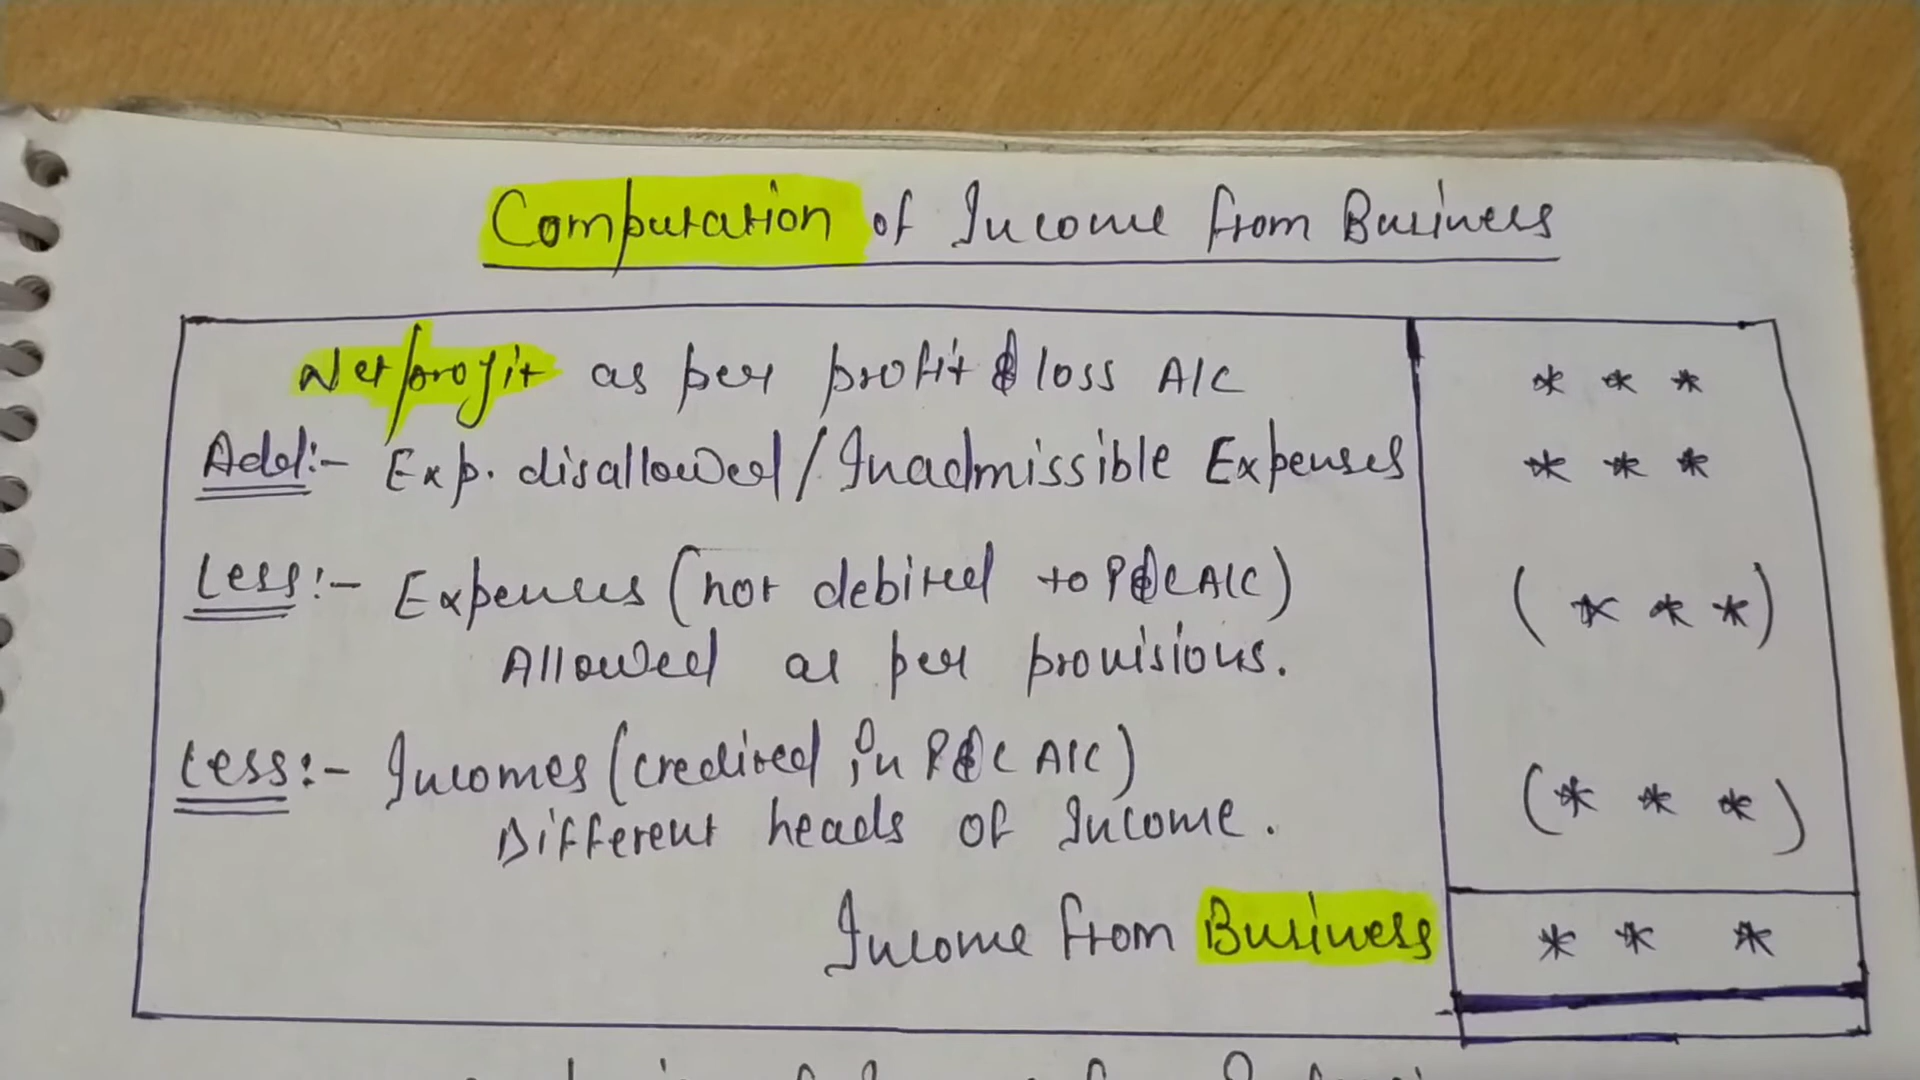 Computation of Income from Business
Net profit as per profit & loss A/C * * *
Add:- Exp. disallowed / Inadmissible Expenses * * *
Less:- Expenses (not debited to P&L A/C) (* * *)
Allowed as per provisions.
Less:- Incomes (credited in P&L A/C)
Different heads of Income. (* * *)
Income from Business * * *